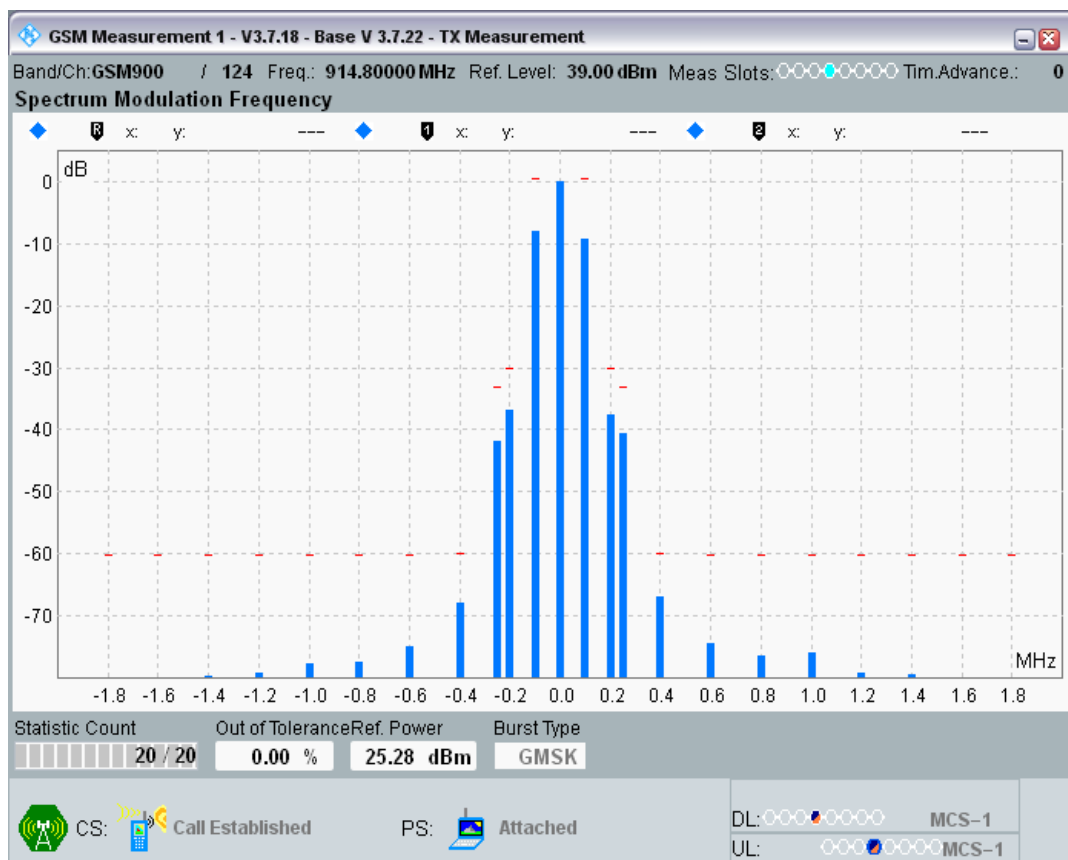 GSM Measurement 1 - V3.7.18 - Base V 3.7.22 - TX Measurement
Band/Ch:GSM900 / 124 Freq.: 914.80000 MHz Ref. Level: 39.00 dBm Meas Slots: Tim.Advance.: 0
Spectrum Modulation Frequency
R x: y: --- 1 x: y: --- 2 x: y: ---
dB
0
-10
-20
-30
-40
-50
-60
-70
MHz
-1.8 -1.6 -1.4 -1.2 -1.0 -0.8 -0.6 -0.4 -0.2 0.0 0.2 0.4 0.6 0.8 1.0 1.2 1.4 1.6 1.8
Statistic Count Out of Tolerance Ref. Power Burst Type
20 / 20 0.00 % 25.28 dBm GMSK
CS: Call Established PS: Attached DL: MCS-1
UL: MCS-1